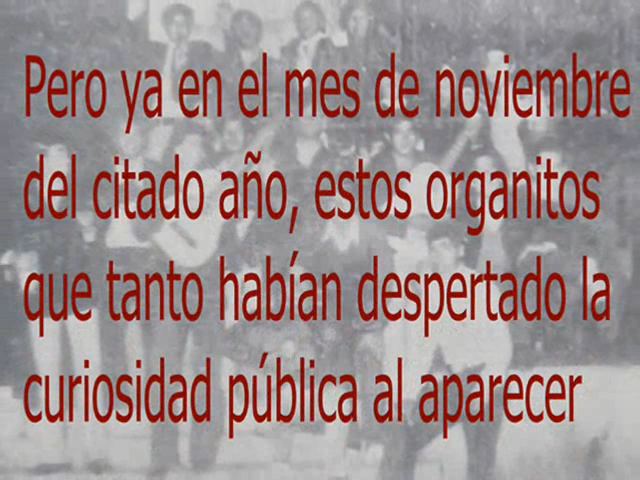 Pero ya en el mes de noviembre
del citado año, estos organitos
que tanto habían despertado la
curiosidad pública al aparecer